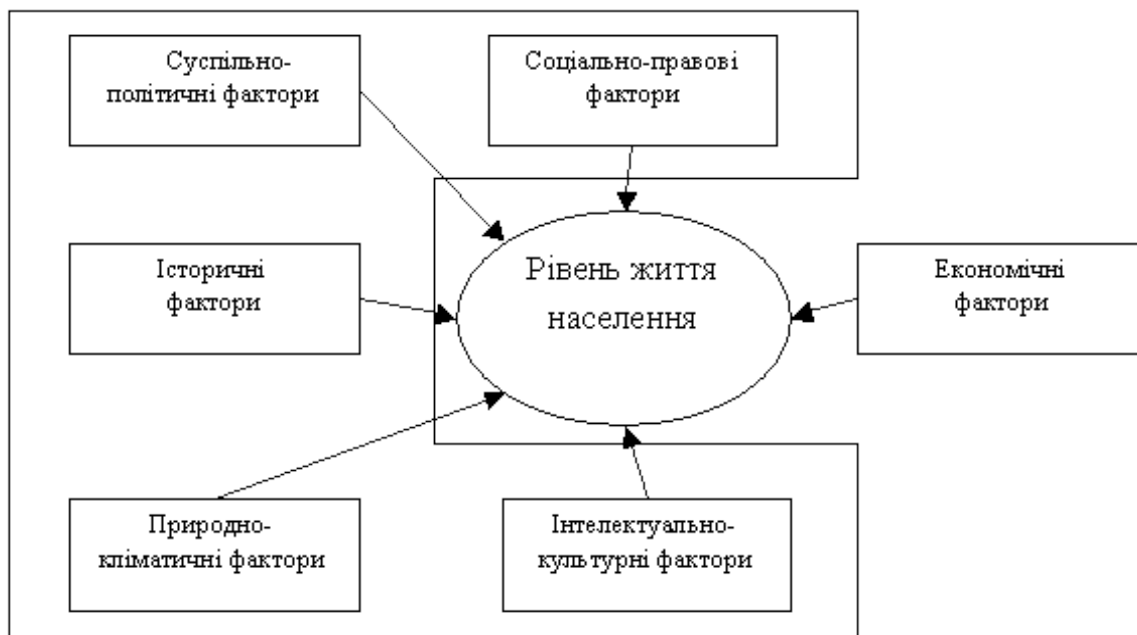 Суспільно-
політичні фактори
Соціально-правові
фактори
Історичні
фактори
Рівень життя
населення
Економічні
фактори
Природно-
кліматичні фактори
Інтелектуально-
культурні фактори